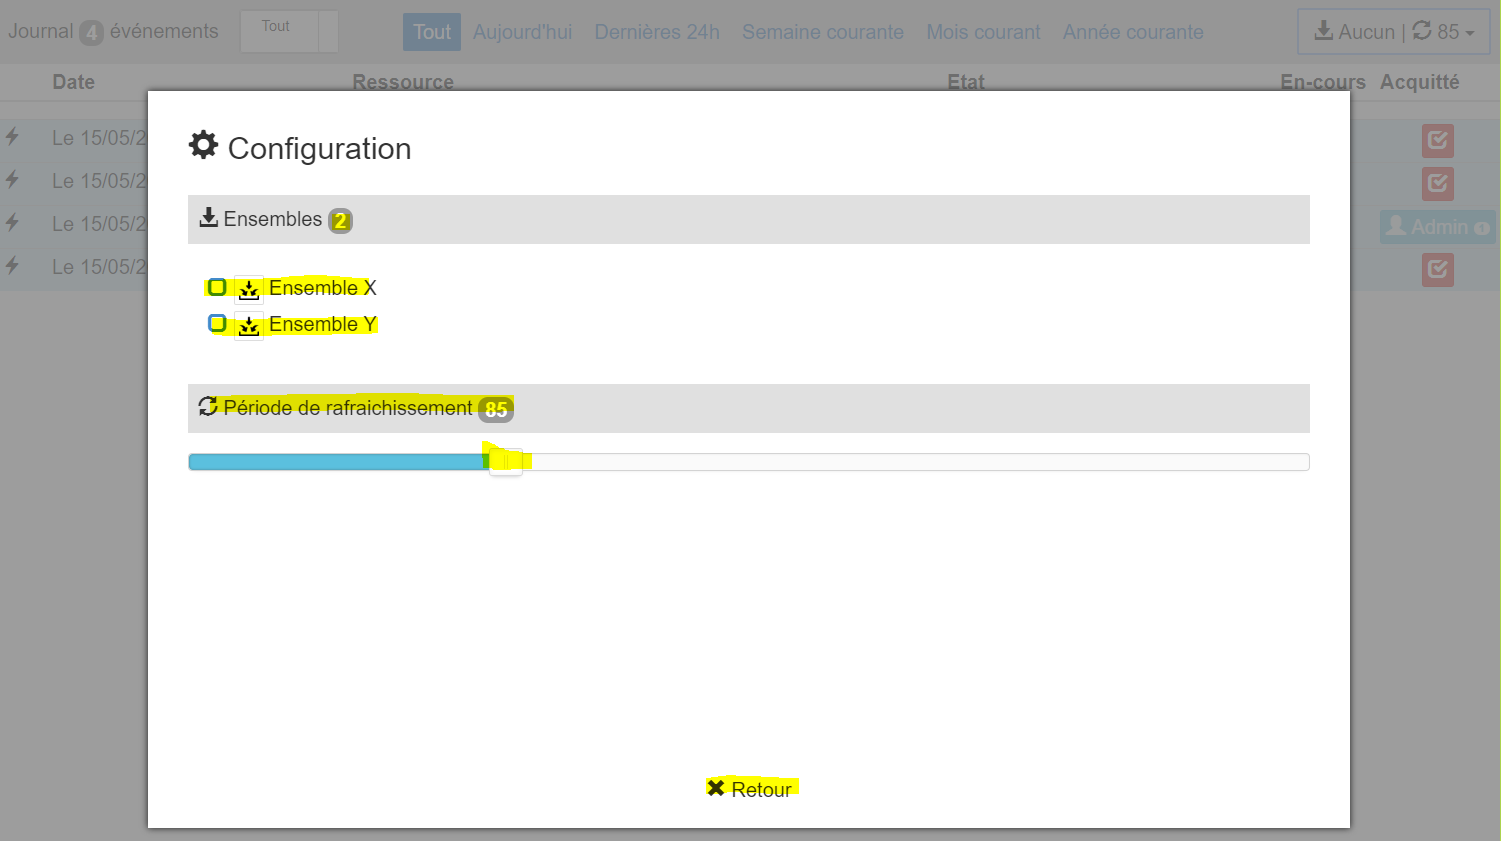 Journal 4 événements Tout Tout Aujourd'hui Dernières 24h Semaine courante Mois courant Année courante Aucun | 85
Date Ressource Etat En-cours Acquitté
Le 15/05/2
Le 15/05/2
Le 15/05/2 Admin 1
Le 15/05/2
Configuration
Ensembles 2
Ensemble X
Ensemble Y
Période de rafraichissement 85
Retour